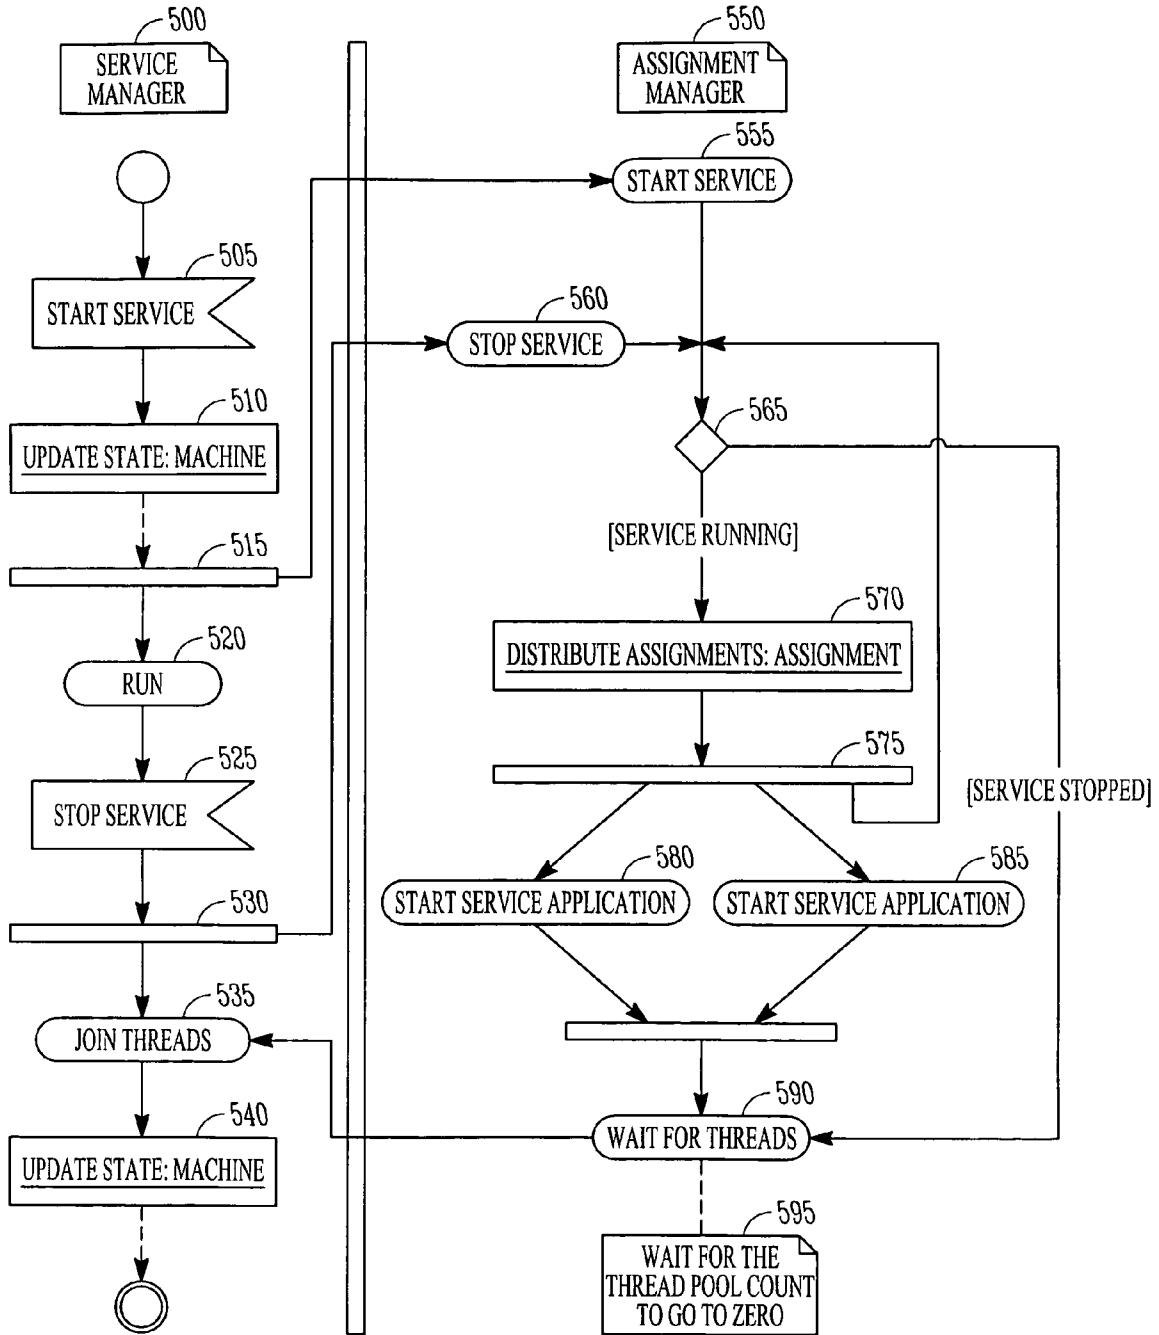 500
SERVICE
MANAGER
550
ASSIGNMENT
MANAGER
555
START SERVICE
505
START SERVICE
560
STOP SERVICE
510
UPDATE STATE: MACHINE
565
515
[SERVICE RUNNING]
520
RUN
570
DISTRIBUTE ASSIGNMENTS: ASSIGNMENT
525
STOP SERVICE
575
[SERVICE STOPPED]
580
START SERVICE APPLICATION
585
START SERVICE APPLICATION
530
535
JOIN THREADS
590
WAIT FOR THREADS
540
UPDATE STATE: MACHINE
595
WAIT FOR THE
THREAD POOL COUNT
TO GO TO ZERO